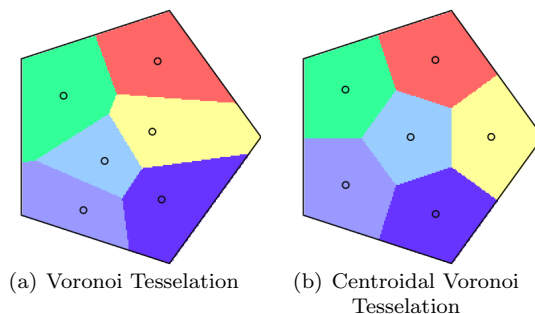 (a) Voronoi Tesselation
(b) Centroidal Voronoi
Tesselation